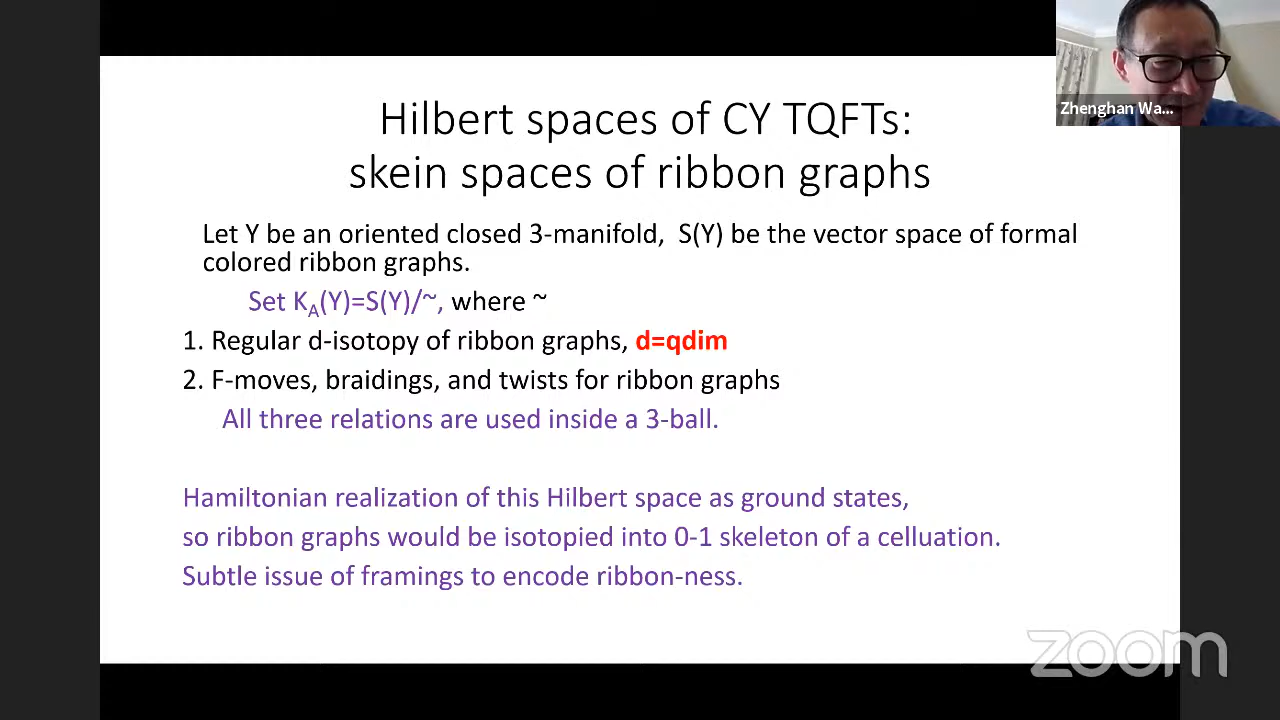 Hilbert spaces of CY TQFTs:
skein spaces of ribbon graphs
Let Y be an oriented closed 3-manifold, S(Y) be the vector space of formal
colored ribbon graphs.
Set KA(Y)=S(Y)/~, where ~
1. Regular d-isotopy of ribbon graphs, d=qdim
2. F-moves, braidings, and twists for ribbon graphs
All three relations are used inside a 3-ball.
Hamiltonian realization of this Hilbert space as ground states,
so ribbon graphs would be isotopied into 0-1 skeleton of a celluation.
Subtle issue of framings to encode ribbon-ness.
Zhenghan Wa...
zoom